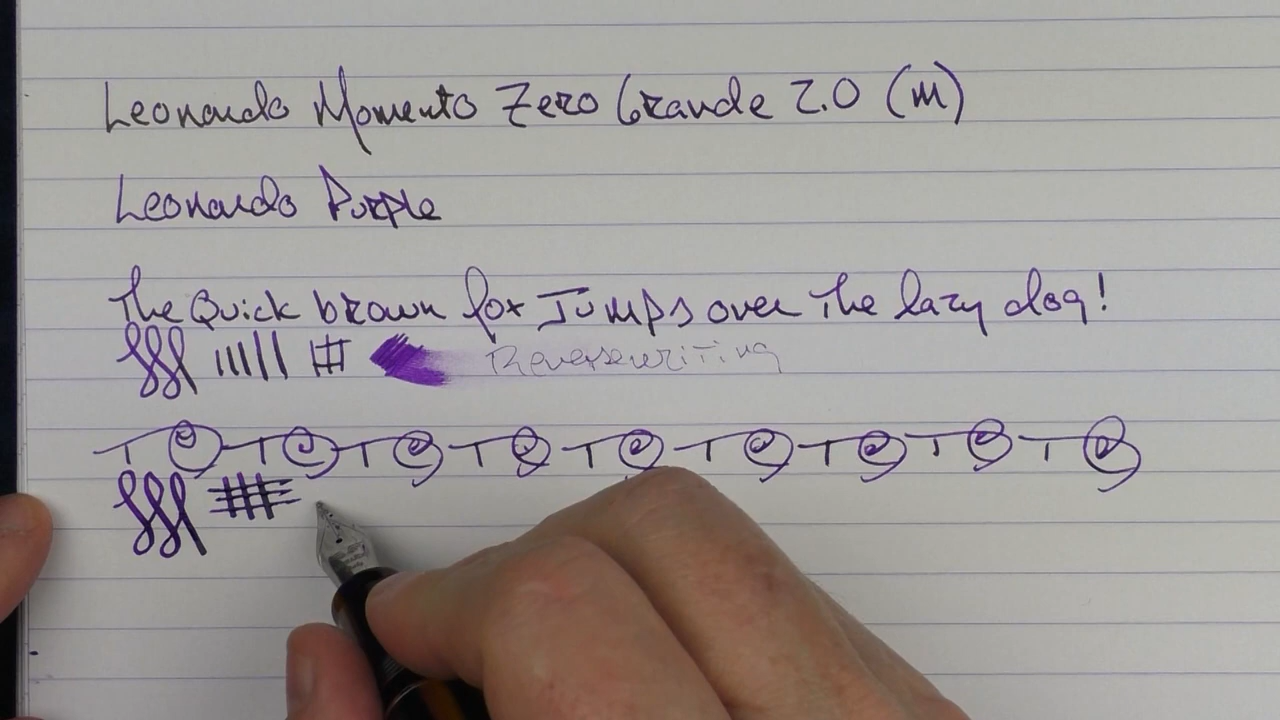 Leonardo Momento Zero Grande 2.0 (M)
Leonardo Purple
The Quick brown fox Jumps over The lazy dog!
Reversewriting